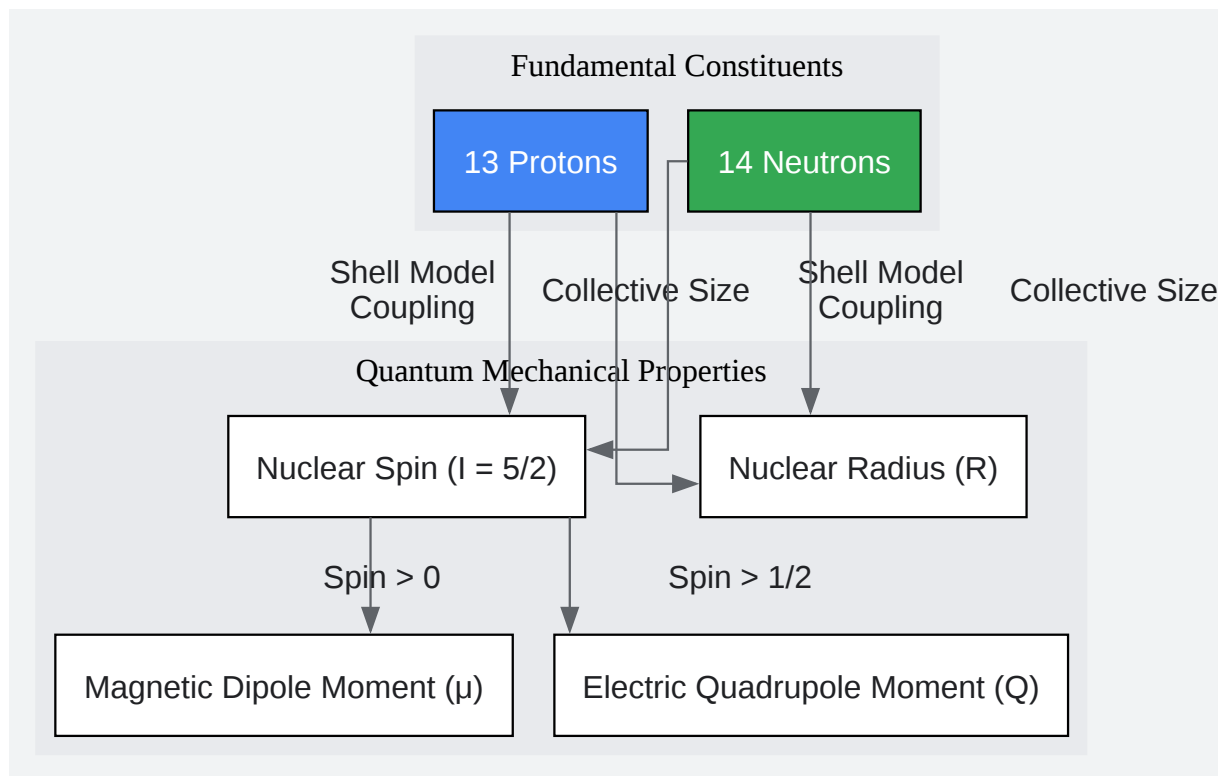 Fundamental Constituents
13 Protons
14 Neutrons
Shell Model
Coupling
Collective Size
Shell Model
Coupling
Collective Size
Quantum Mechanical Properties
Nuclear Spin (I = 5/2)
Nuclear Radius (R)
Spin > 0
Spin > 1/2
Magnetic Dipole Moment (μ)
Electric Quadrupole Moment (Q)